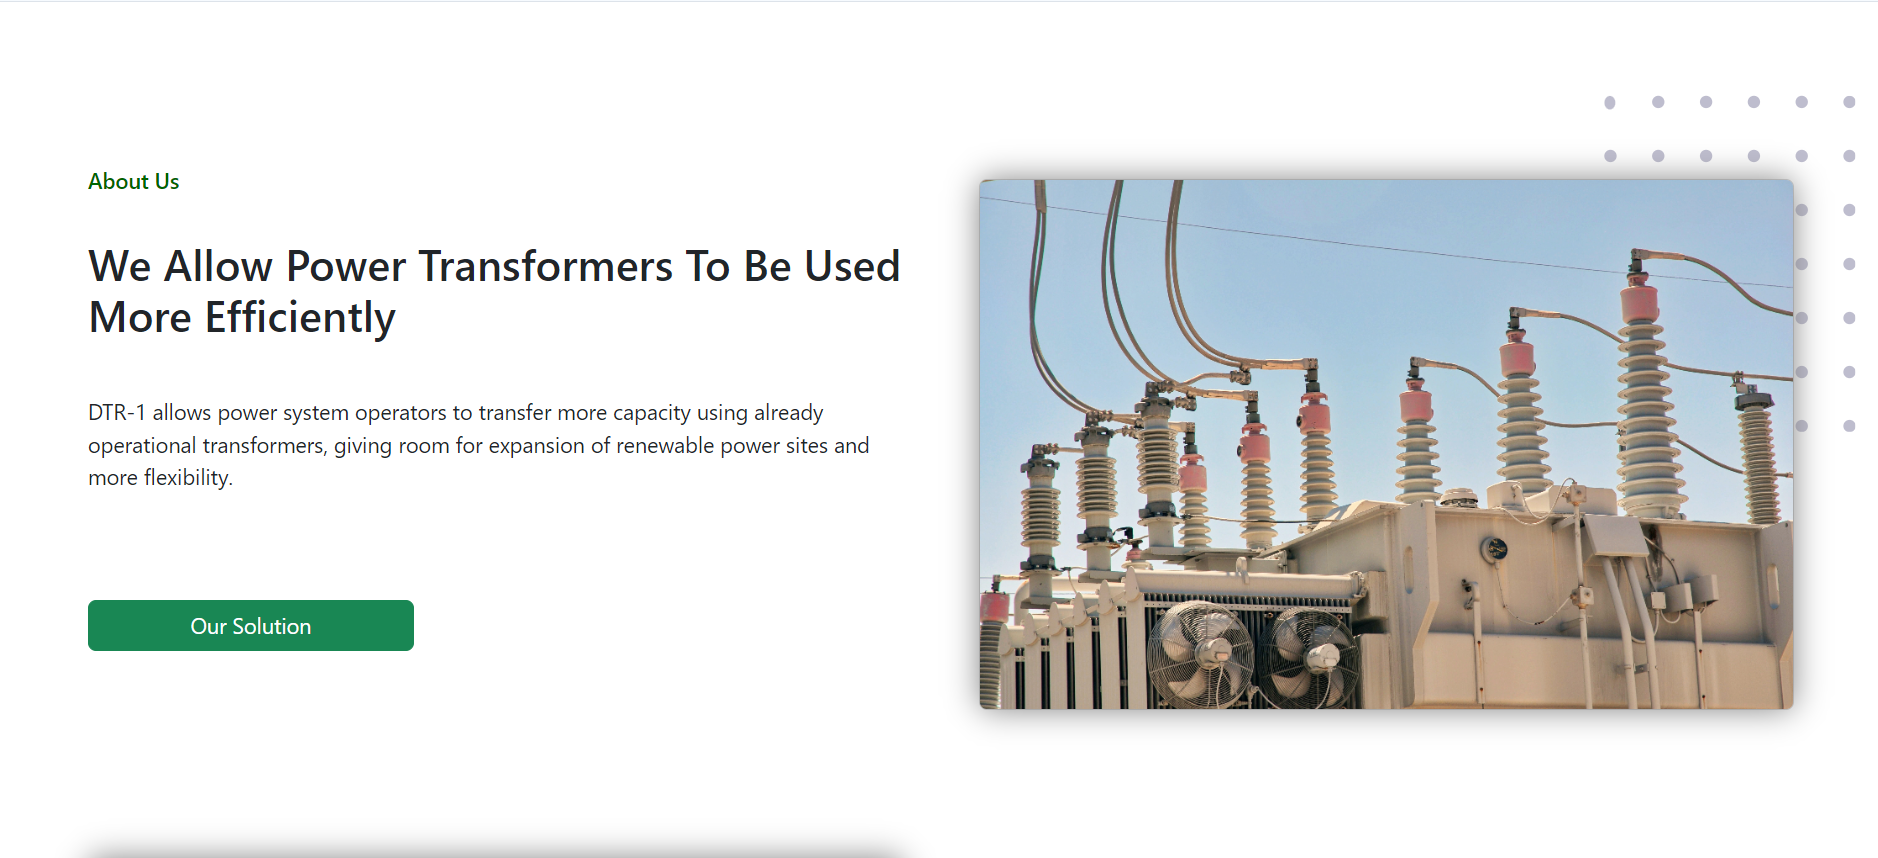 About Us
We Allow Power Transformers To Be Used
More Efficiently
DTR-1 allows power system operators to transfer more capacity using already
operational transformers, giving room for expansion of renewable power sites and
more flexibility.
Our Solution